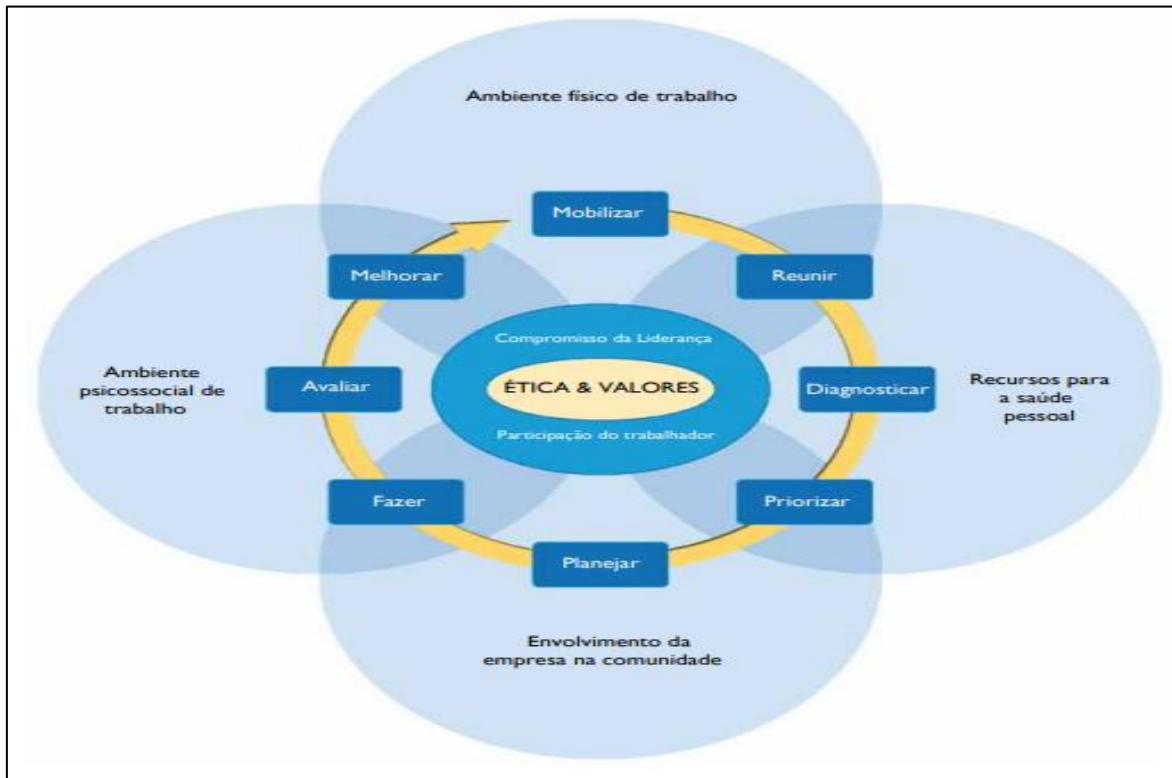 Ambiente físico de trabalho
Mobilizar
Melhorar
Reunir
Compromisso da Liderança
Ambiente
psicossocial de
trabalho
Avaliar
ÉTICA & VALORES
Diagnosticar
Recursos para
a saúde
pessoal
Participação do trabalhador
Fazer
Priorizar
Planejar
Envolvimento da
empresa na comunidade